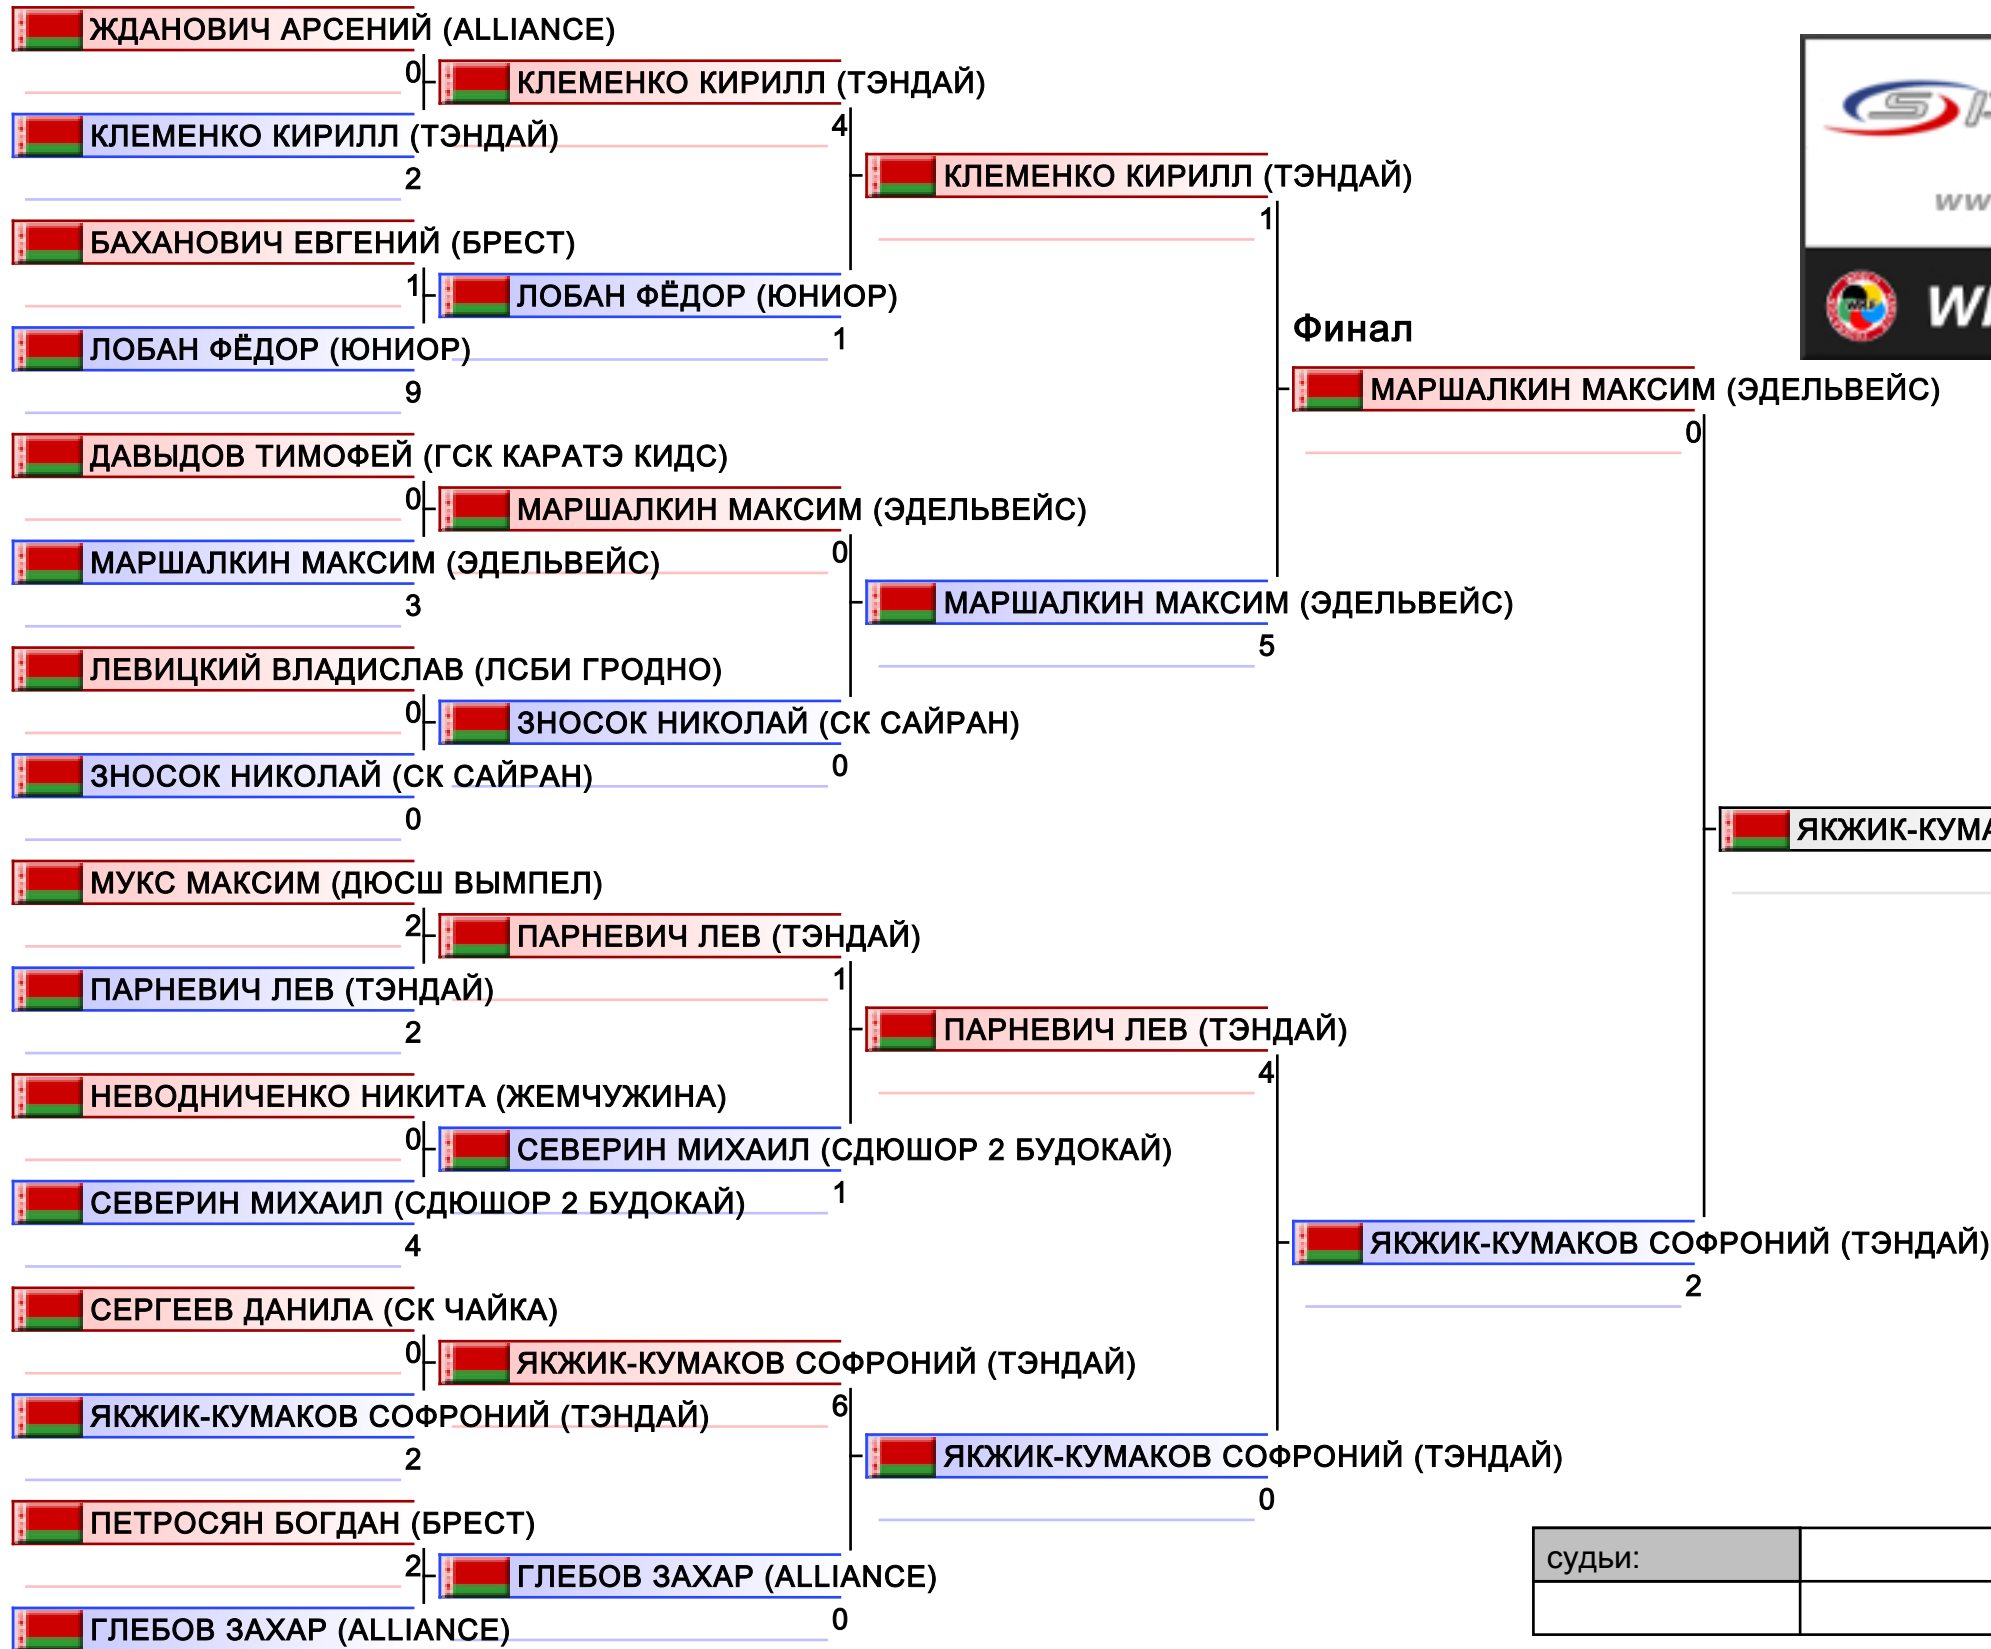 ЖДАНОВИЧ АРСЕНИЙ (ALLIANCE)
0
КЛЕМЕНКО КИРИЛЛ (ТЭНДАЙ)
2
БАХАНОВИЧ ЕВГЕНИЙ (БРЕСТ)
1
ЛОБАН ФЁДОР (ЮНИОР)
9
ДАВЫДОВ ТИМОФЕЙ (ГСК КАРАТЭ КИДС)
0
МАРШАЛКИН МАКСИМ (ЭДЕЛЬВЕЙС)
3
ЛЕВИЦКИЙ ВЛАДИСЛАВ (ЛСБИ ГРОДНО)
0
ЗНОСОК НИКОЛАЙ (СК САЙРАН)
0
МУКС МАКСИМ (ДЮСШ ВЫМПЕЛ)
2
ПАРНЕВИЧ ЛЕВ (ТЭНДАЙ)
2
НЕВОДНИЧЕНКО НИКИТА (ЖЕМЧУЖИНА)
0
СЕВЕРИН МИХАИЛ (СДЮШОР 2 БУДОКАЙ)
4
СЕРГЕЕВ ДАНИЛА (СК ЧАЙКА)
0
ЯКЖИК-КУМАКОВ СОФРОНИЙ (ТЭНДАЙ)
2
ПЕТРОСЯН БОГДАН (БРЕСТ)
2
ГЛЕБОВ ЗАХАР (ALLIANCE)
КЛЕМЕНКО КИРИЛЛ (ТЭНДАЙ)
4
ЛОБАН ФЁДОР (ЮНИОР)
1
МАРШАЛКИН МАКСИМ (ЭДЕЛЬВЕЙС)
0
ЗНОСОК НИКОЛАЙ (СК САЙРАН)
0
ПАРНЕВИЧ ЛЕВ (ТЭНДАЙ)
1
СЕВЕРИН МИХАИЛ (СДЮШОР 2 БУДОКАЙ)
1
ЯКЖИК-КУМАКОВ СОФРОНИЙ (ТЭНДАЙ)
6
ГЛЕБОВ ЗАХАР (ALLIANCE)
0
КЛЕМЕНКО КИРИЛЛ (ТЭНДАЙ)
1
МАРШАЛКИН МАКСИМ (ЭДЕЛЬВЕЙС)
5
ПАРНЕВИЧ ЛЕВ (ТЭНДАЙ)
4
ЯКЖИК-КУМАКОВ СОФРОНИЙ (ТЭНДАЙ)
0
Финал
МАРШАЛКИН МАКСИМ (ЭДЕЛЬВЕЙС)
0
ЯКЖИК-КУМАКОВ СОФРОНИЙ (ТЭНДАЙ)
2
судьи: